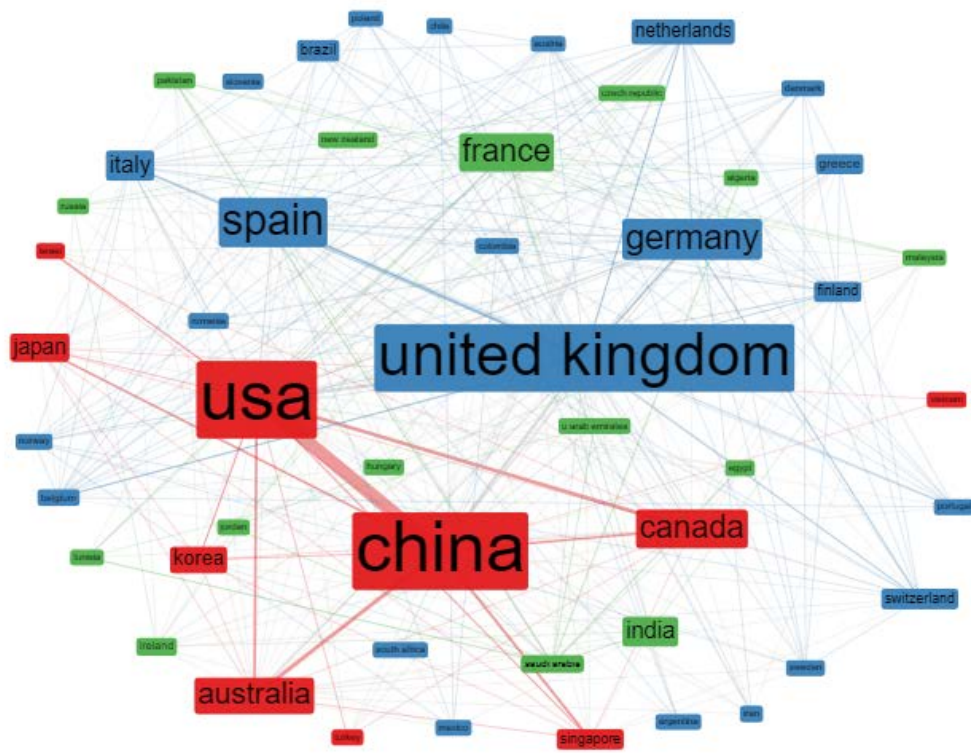 poland
chile
netherlands
brazil
austria
pakistan
slovenia
czech republic
denmark
new zealand
france
italy
greece
algeria
russia
spain
germany
colombia
malaysia
finland
romania
japan
united kingdom
usa
vietnam
u arab emirates
norway
hungary
egypt
belgium
portugal
jordan
canada
china
korea
tunisia
switzerland
india
ireland
south africa
saudi arabia
sweden
australia
iran
argentina
mexico
turkey
singapore